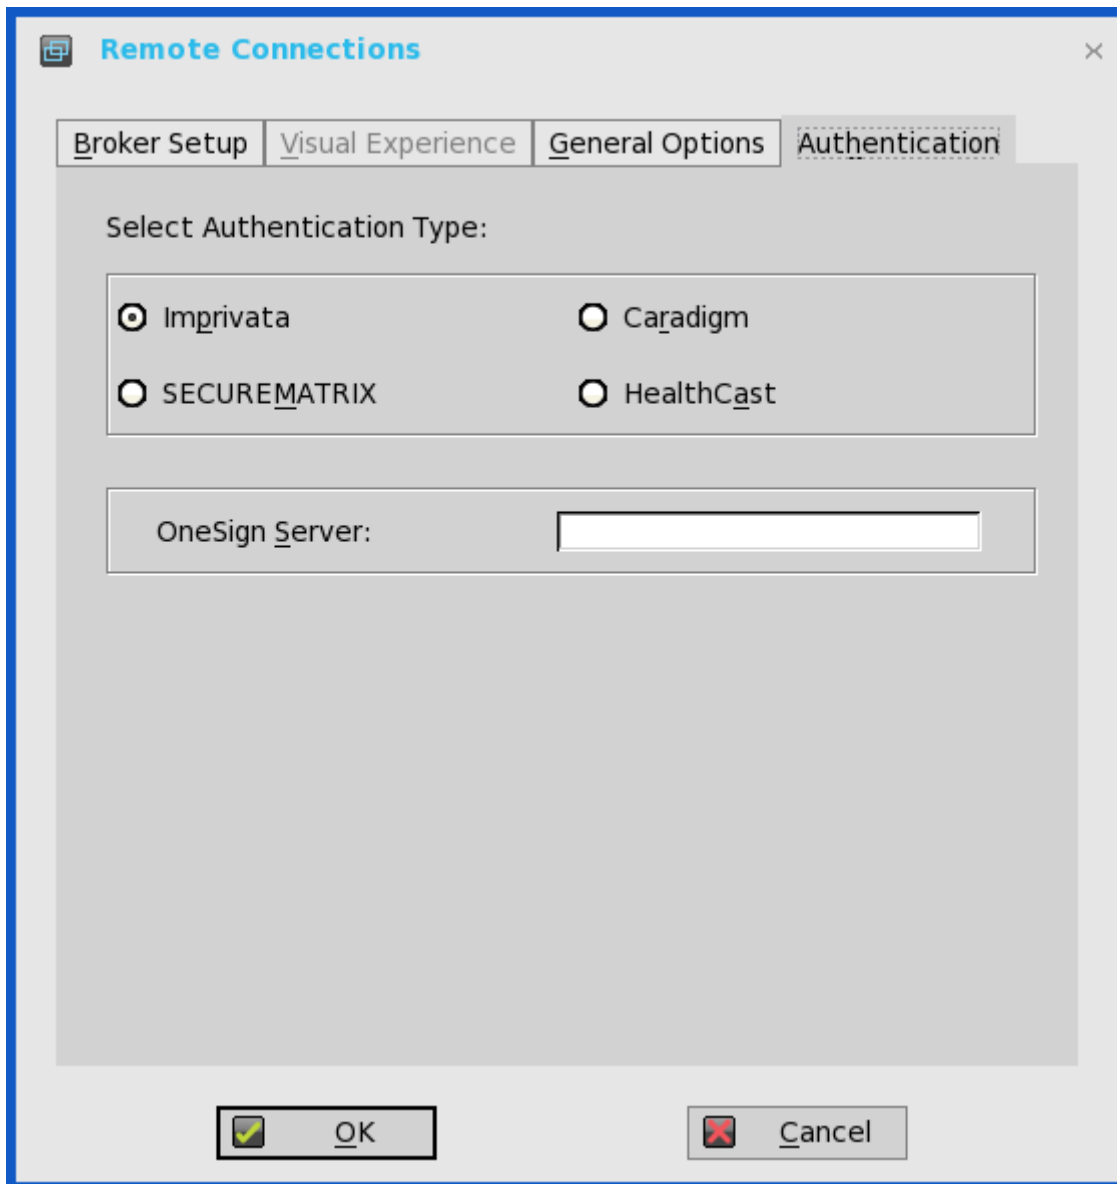 Remote Connections
Broker Setup Visual Experience General Options Authentication
Select Authentication Type:
Imprivata Caradigm
SECUREMATRIX HealthCast
OneSign Server:
OK Cancel